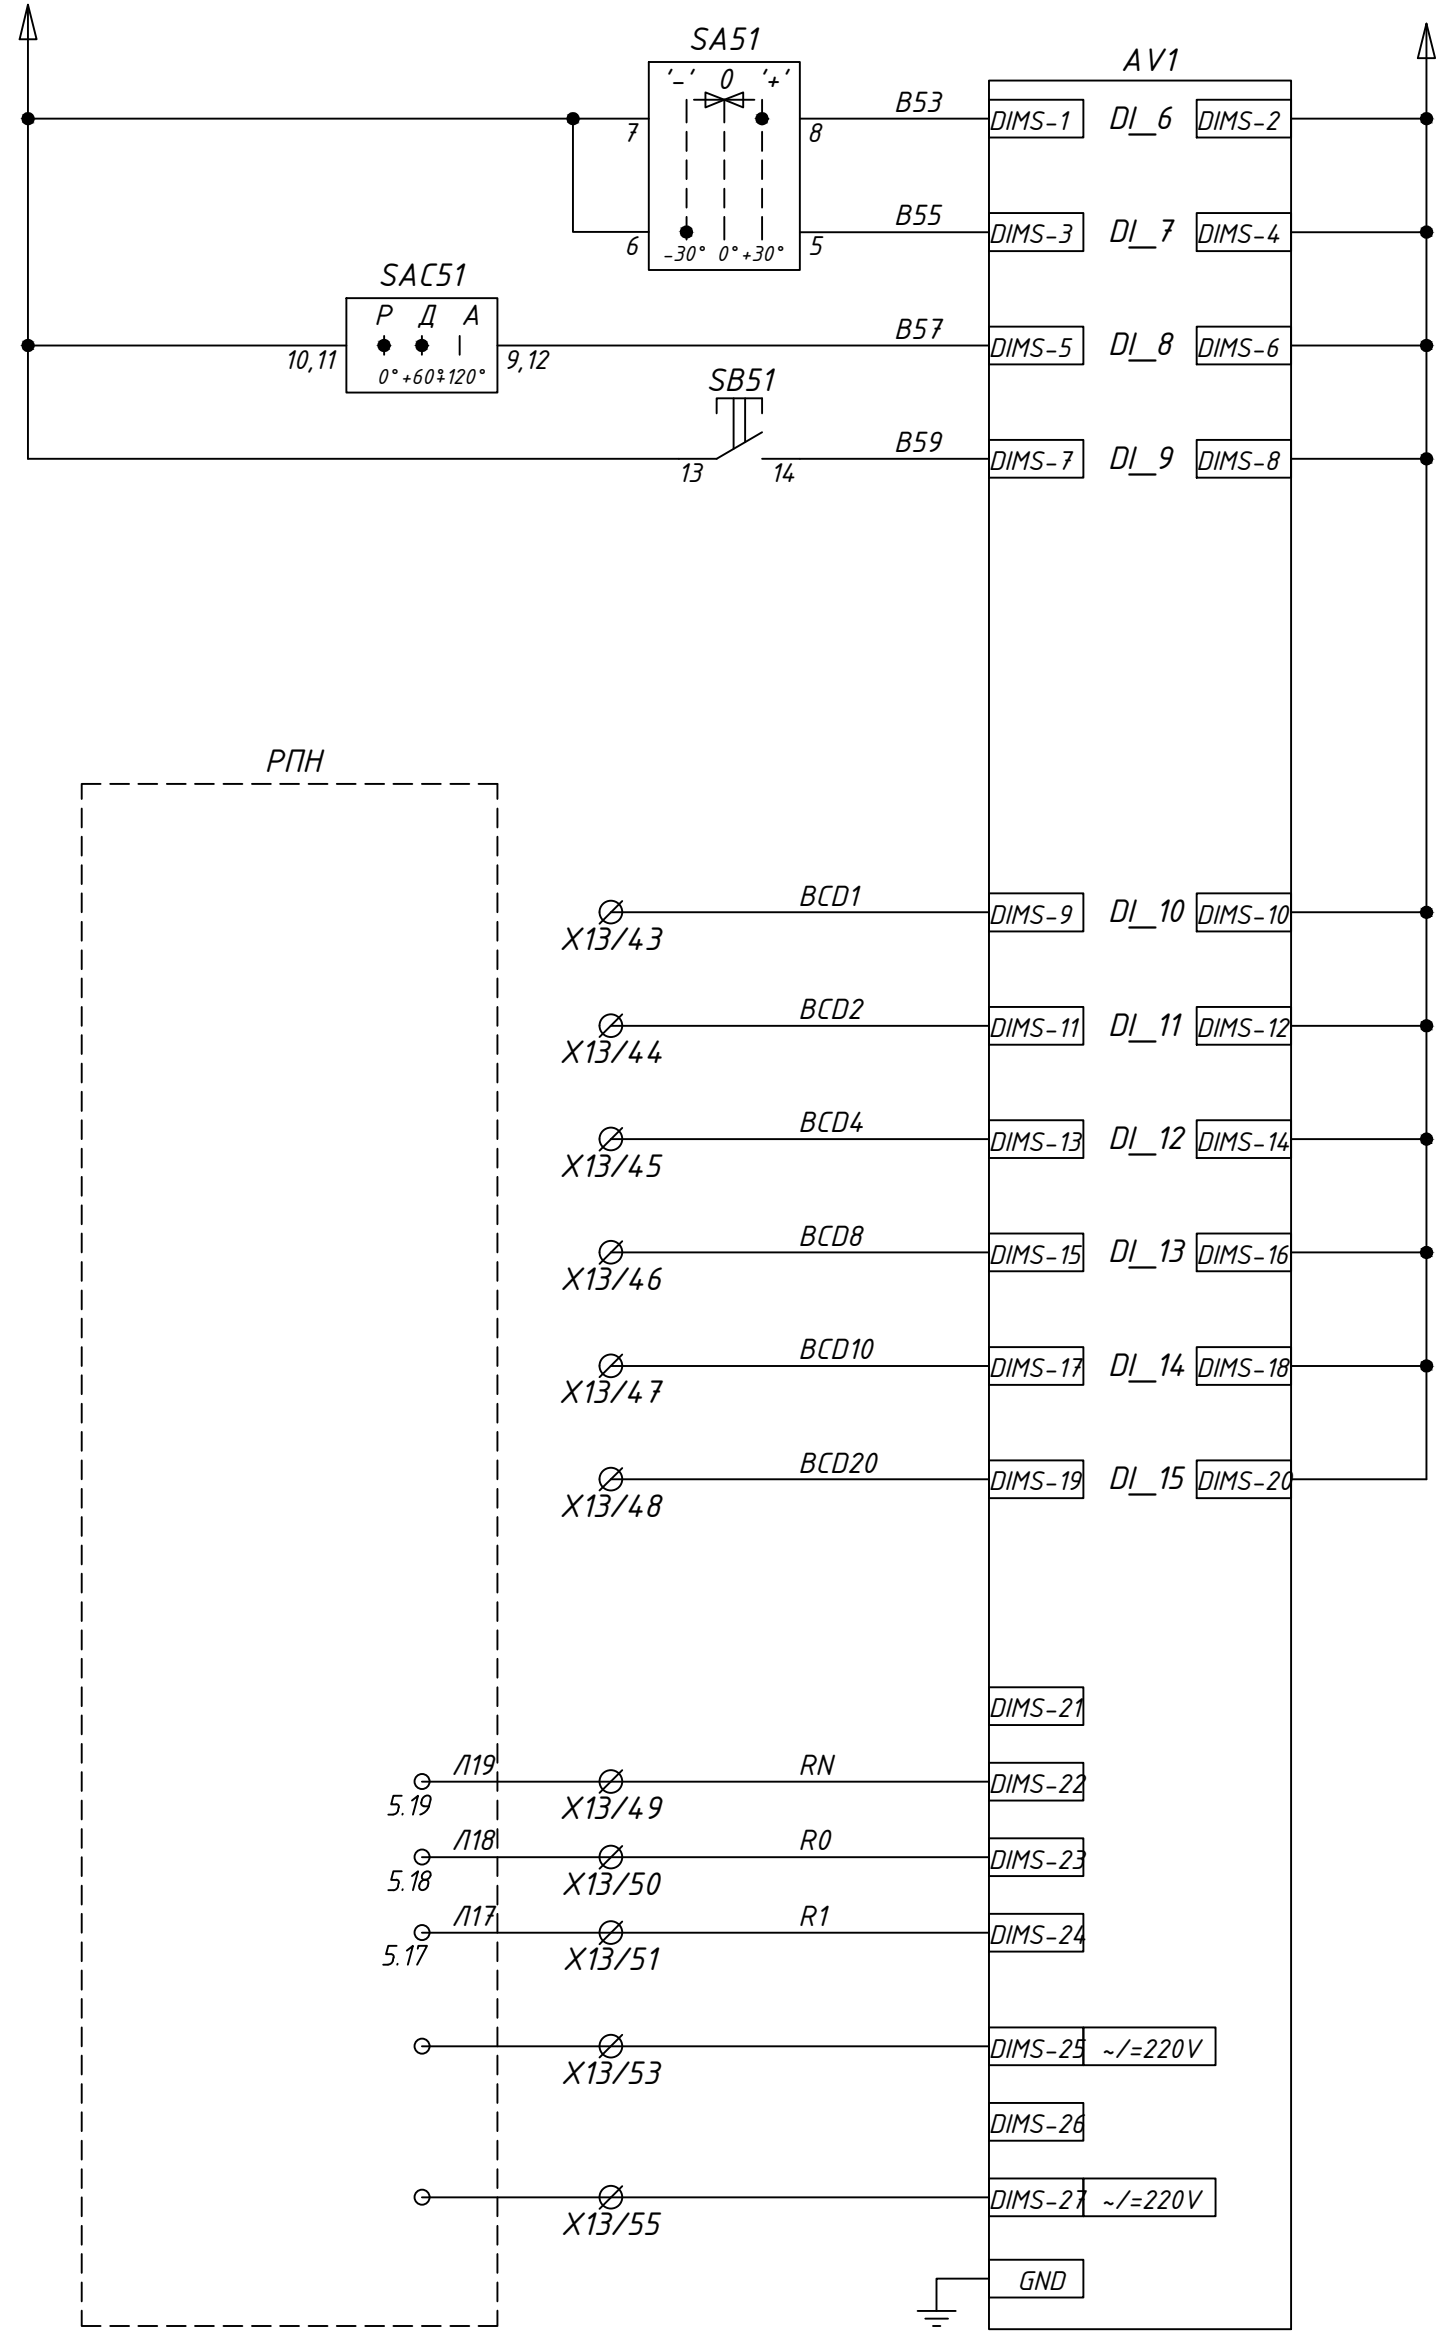 SA51
AV1
'-' 0 '+'
7 8
B53
DIMS-1 DI_6 DIMS-2
6 5
-30° 0° +30°
B55
DIMS-3 DI_7 DIMS-4
SAC51
Р Д А
10,11 9,12
0° +60° +120°
B57
DIMS-5 DI_8 DIMS-6
SB51
13 14
B59
DIMS-7 DI_9 DIMS-8
РПН
BCD1
X13/43
DIMS-9 DI_10 DIMS-10
BCD2
X13/44
DIMS-11 DI_11 DIMS-12
BCD4
X13/45
DIMS-13 DI_12 DIMS-14
BCD8
X13/46
DIMS-15 DI_13 DIMS-16
BCD10
X13/47
DIMS-17 DI_14 DIMS-18
BCD20
X13/48
DIMS-19 DI_15 DIMS-20
DIMS-21
Л19 RN
5.19 X13/49
DIMS-22
Л18 R0
5.18 X13/50
DIMS-23
Л17 R1
5.17 X13/51
DIMS-24
X13/53
DIMS-25 ~/=220V
DIMS-26
X13/55
DIMS-27 ~/=220V
GND